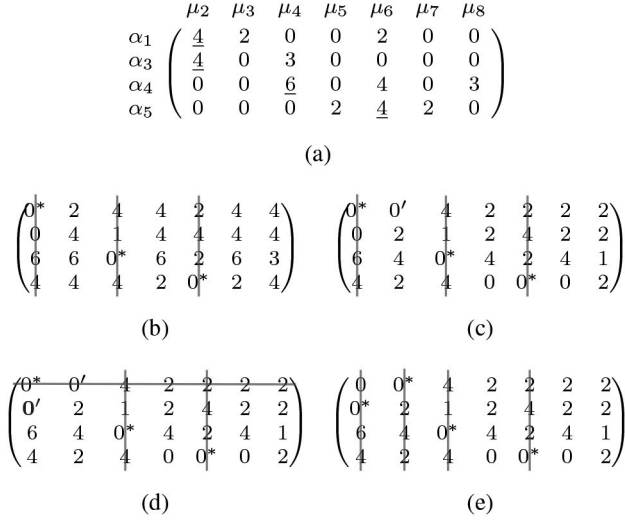 μ2 μ3 μ4 μ5 μ6 μ7 μ8
α1 4 2 0 0 2 0 0
α3 4 0 3 0 0 0 0
α4 0 0 6 0 4 0 3
α5 0 0 0 2 4 2 0
(a)
0* 2 4 4 2 4 4
0 4 1 4 4 4 4
6 6 0* 6 2 6 3
4 4 4 2 0* 2 4
(b)
0* 0′ 4 2 2 2 2
0 2 1 2 4 2 2
6 4 0* 4 2 4 1
4 2 4 0 0* 0 2
(c)
0* 0′ 4 2 2 2 2
0′ 2 1 2 4 2 2
6 4 0* 4 2 4 1
4 2 4 0 0* 0 2
(d)
0 0* 4 2 2 2 2
0* 2 1 2 4 2 2
6 4 0* 4 2 4 1
4 2 4 0 0* 0 2
(e)